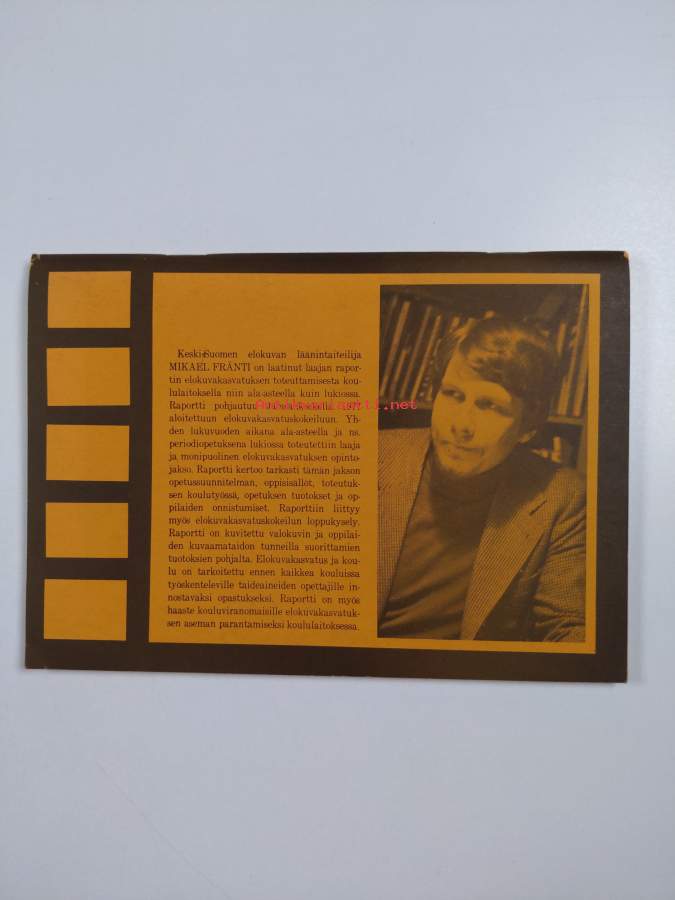 Keski-Suomen elokuvan läänintaiteilija
MIKAEL FRÄNTI on laatinut laajan rapor-
tin elokuvakasvatuksen toteuttamisesta kou-
lulaitoksella niin ala-asteella kuin lukiossa.
Raportti pohjautuu
aloitettuun elokuvakasvatuskokeiluun. Yh-
den lukuvuoden aikana ala-asteella ja ns.
periodiopetuksena lukiossa toteutettiin laaja
ja monipuolinen elokuvakasvatuksen opinto-
jakso. Raportti kertoo tarkasti tämän jakson
opetussuunnitelman, oppisisällöt, toteutuk-
sen koulutyössä, opetuksen tuotokset ja op-
pilaiden onnistumiset. Raporttiin liittyy
myös elokuvakasvatuskokeilun loppukysely.
Raportti on kuvitettu valokuvin ja oppilai-
den kuvaamataidon tunneilla suorittamien
tuotoksien pohjalta. Elokuvakasvatus ja kou-
lu on tarkoitettu ennen kaikkea kouluissa
työskenteleville taideaineiden opettajille in-
nostavaksi opastukseksi. Raportti on myös
haaste kouluviranomaisille elokuvakasvatuk-
sen aseman parantamiseksi koululaitoksessa.
Antikvariaatti.net